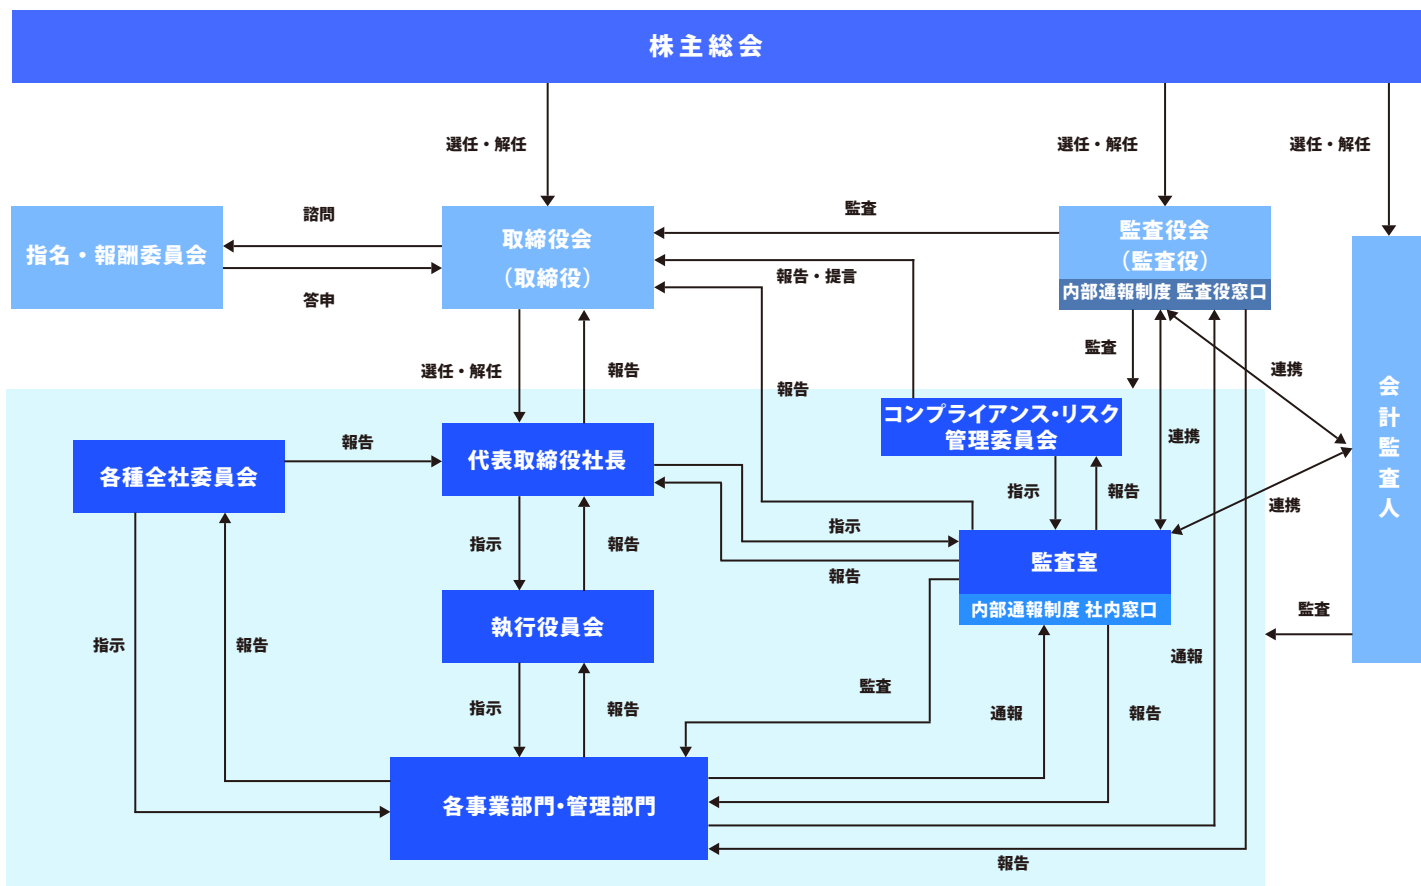 株主総会
選任・解任
選任・解任
選任・解任
指名・報酬委員会
諮問
答申
取締役会
（取締役）
監査
報告・提言
監査役会
（監査役）
内部通報制度 監査役窓口
会計監査人
選任・解任
報告
報告
監査
連携
連携
連携
コンプライアンス・リスク
管理委員会
各種全社委員会
報告
代表取締役社長
指示
報告
指示
報告
指示
報告
監査室
内部通報制度 社内窓口
執行役員会
監査
指示
報告
指示
報告
監査
通報
報告
通報
各事業部門・管理部門
報告